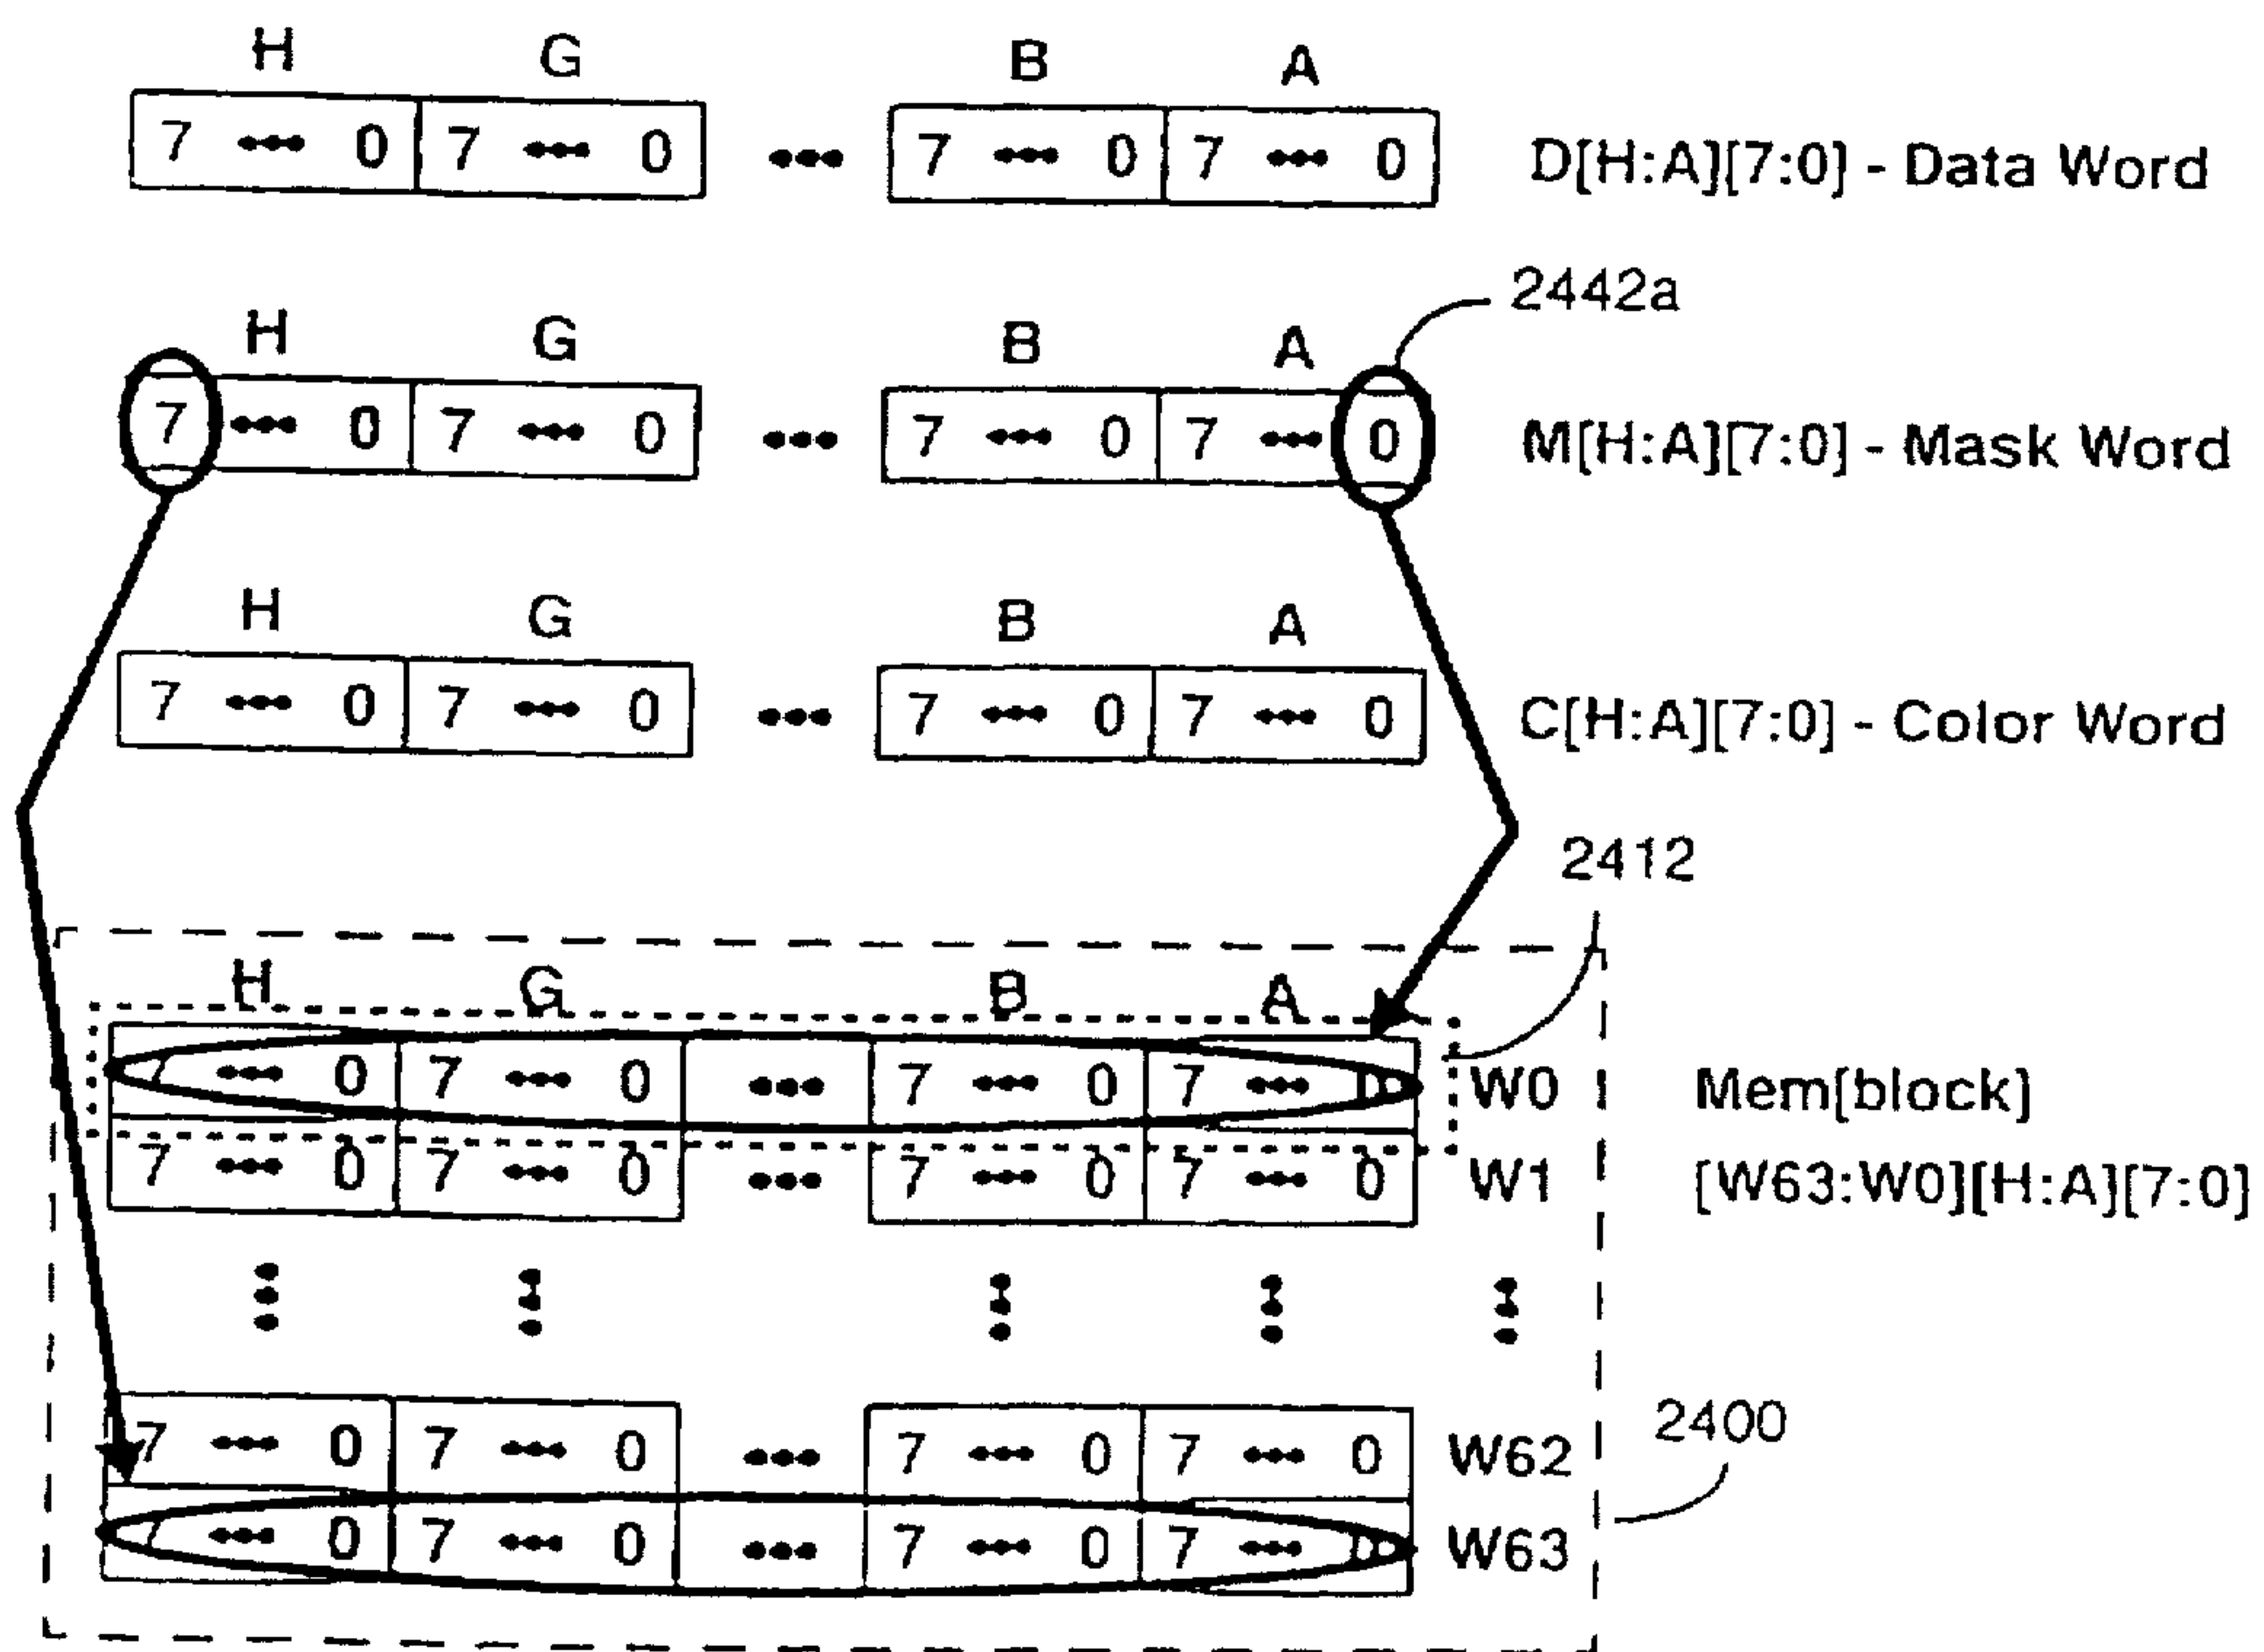 H G B A
7 ••• 0 7 ••• 0 ••• 7 ••• 0 7 ••• 0 D[H:A][7:0] - Data Word
2442a
H G B A
7 ••• 0 7 ••• 0 ••• 7 ••• 0 7 ••• 0 M[H:A][7:0] - Mask Word
H G B A
7 ••• 0 7 ••• 0 ••• 7 ••• 0 7 ••• 0 C[H:A][7:0] - Color Word
2412
H G B A
7 ••• 0 7 ••• 0 ••• 7 ••• 0 7 ••• 0 W0 Mem[block]
7 ••• 0 7 ••• 0 ••• 7 ••• 0 7 ••• 0 W1 [W63:W0][H:A][7:0]
7 ••• 0 7 ••• 0 ••• 7 ••• 0 7 ••• 0 W62 2400
7 ••• 0 7 ••• 0 ••• 7 ••• 0 7 ••• 0 W63